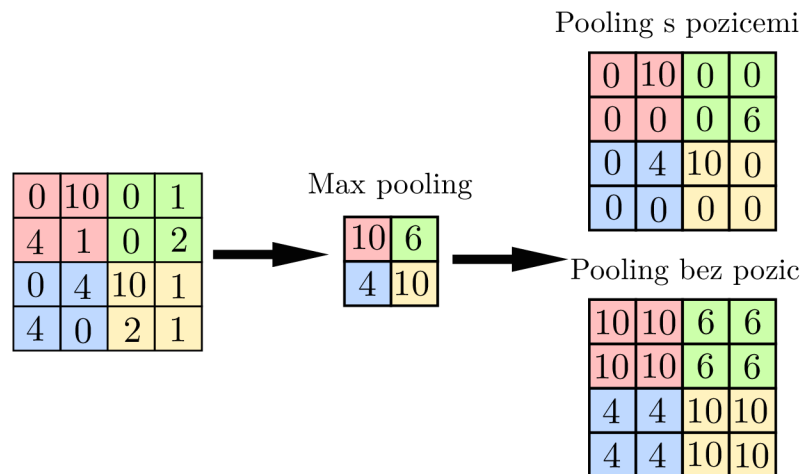 Pooling s pozicemi
0 10 0 0
0 0 0 6
0 4 10 0
0 0 0 0
0 10 0 1
4 1 0 2
0 4 10 1
4 0 2 1
Max pooling
10 6
4 10
Pooling bez pozic
10 10 6 6
10 10 6 6
4 4 10 10
4 4 10 10